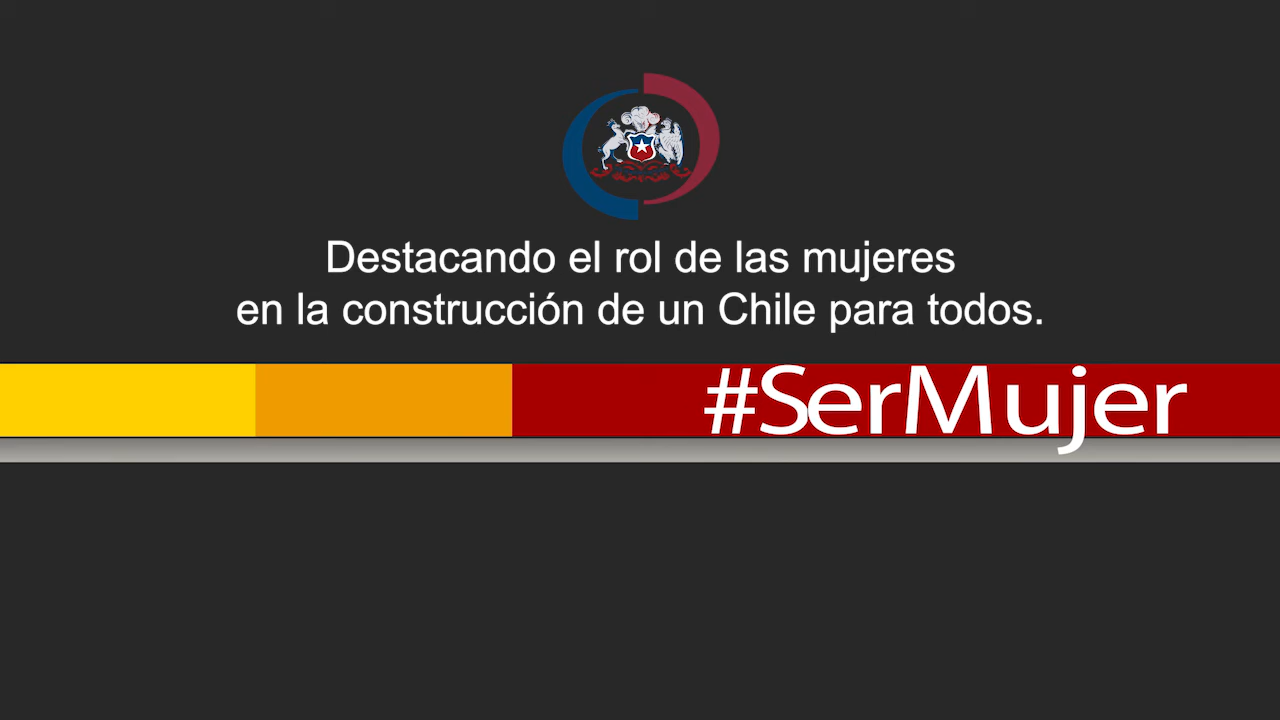 Destacando el rol de las mujeres
en la construcción de un Chile para todos.
#SerMujer